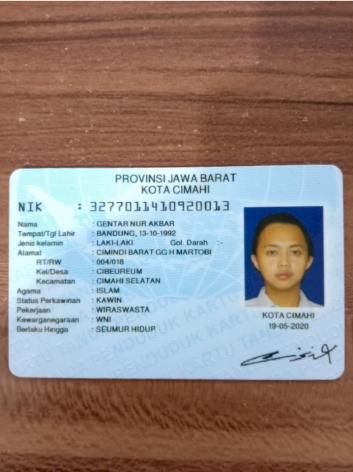 PROVINSI JAWA BARAT
KOTA CIMAHI
NIK : 3277011410920013
Nama : GENTAR NUR AKBAR
Tempat/Tgl Lahir : BANDUNG, 13-10-1992
Jenis kelamin : LAKI-LAKI Gol. Darah : -
Alamat : CIMINDI BARAT GG H MARTOBI
RT/RW : 004/018
Kel/Desa : CIBEUREUM
Kecamatan : CIMAHI SELATAN
Agama : ISLAM
Status Perkawinan : KAWIN
Pekerjaan : WIRASWASTA
Kewarganegaraan : WNI
Berlaku Hingga : SEUMUR HIDUP
KOTA CIMAHI
19-05-2020